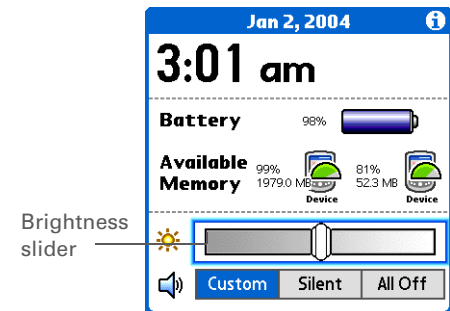 Jan 2, 2004
3:01 am
Battery 98%
Available Memory
99% 1979.0 MB
Device
81% 52.3 MB
Device
Brightness slider
Custom Silent All Off